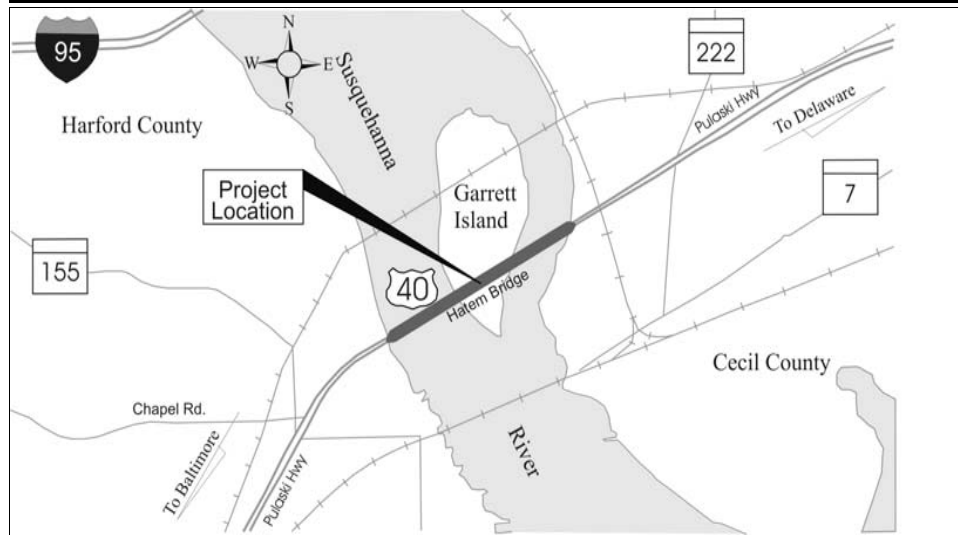 95
N
W
E
S
Susquehanna
222
Pulaski Hwy
To Delaware
Harford County
Project
Location
Garrett
Island
7
155
40
Hatem Bridge
Cecil County
Chapel Rd.
To Baltimore
Pulaski Hwy
River